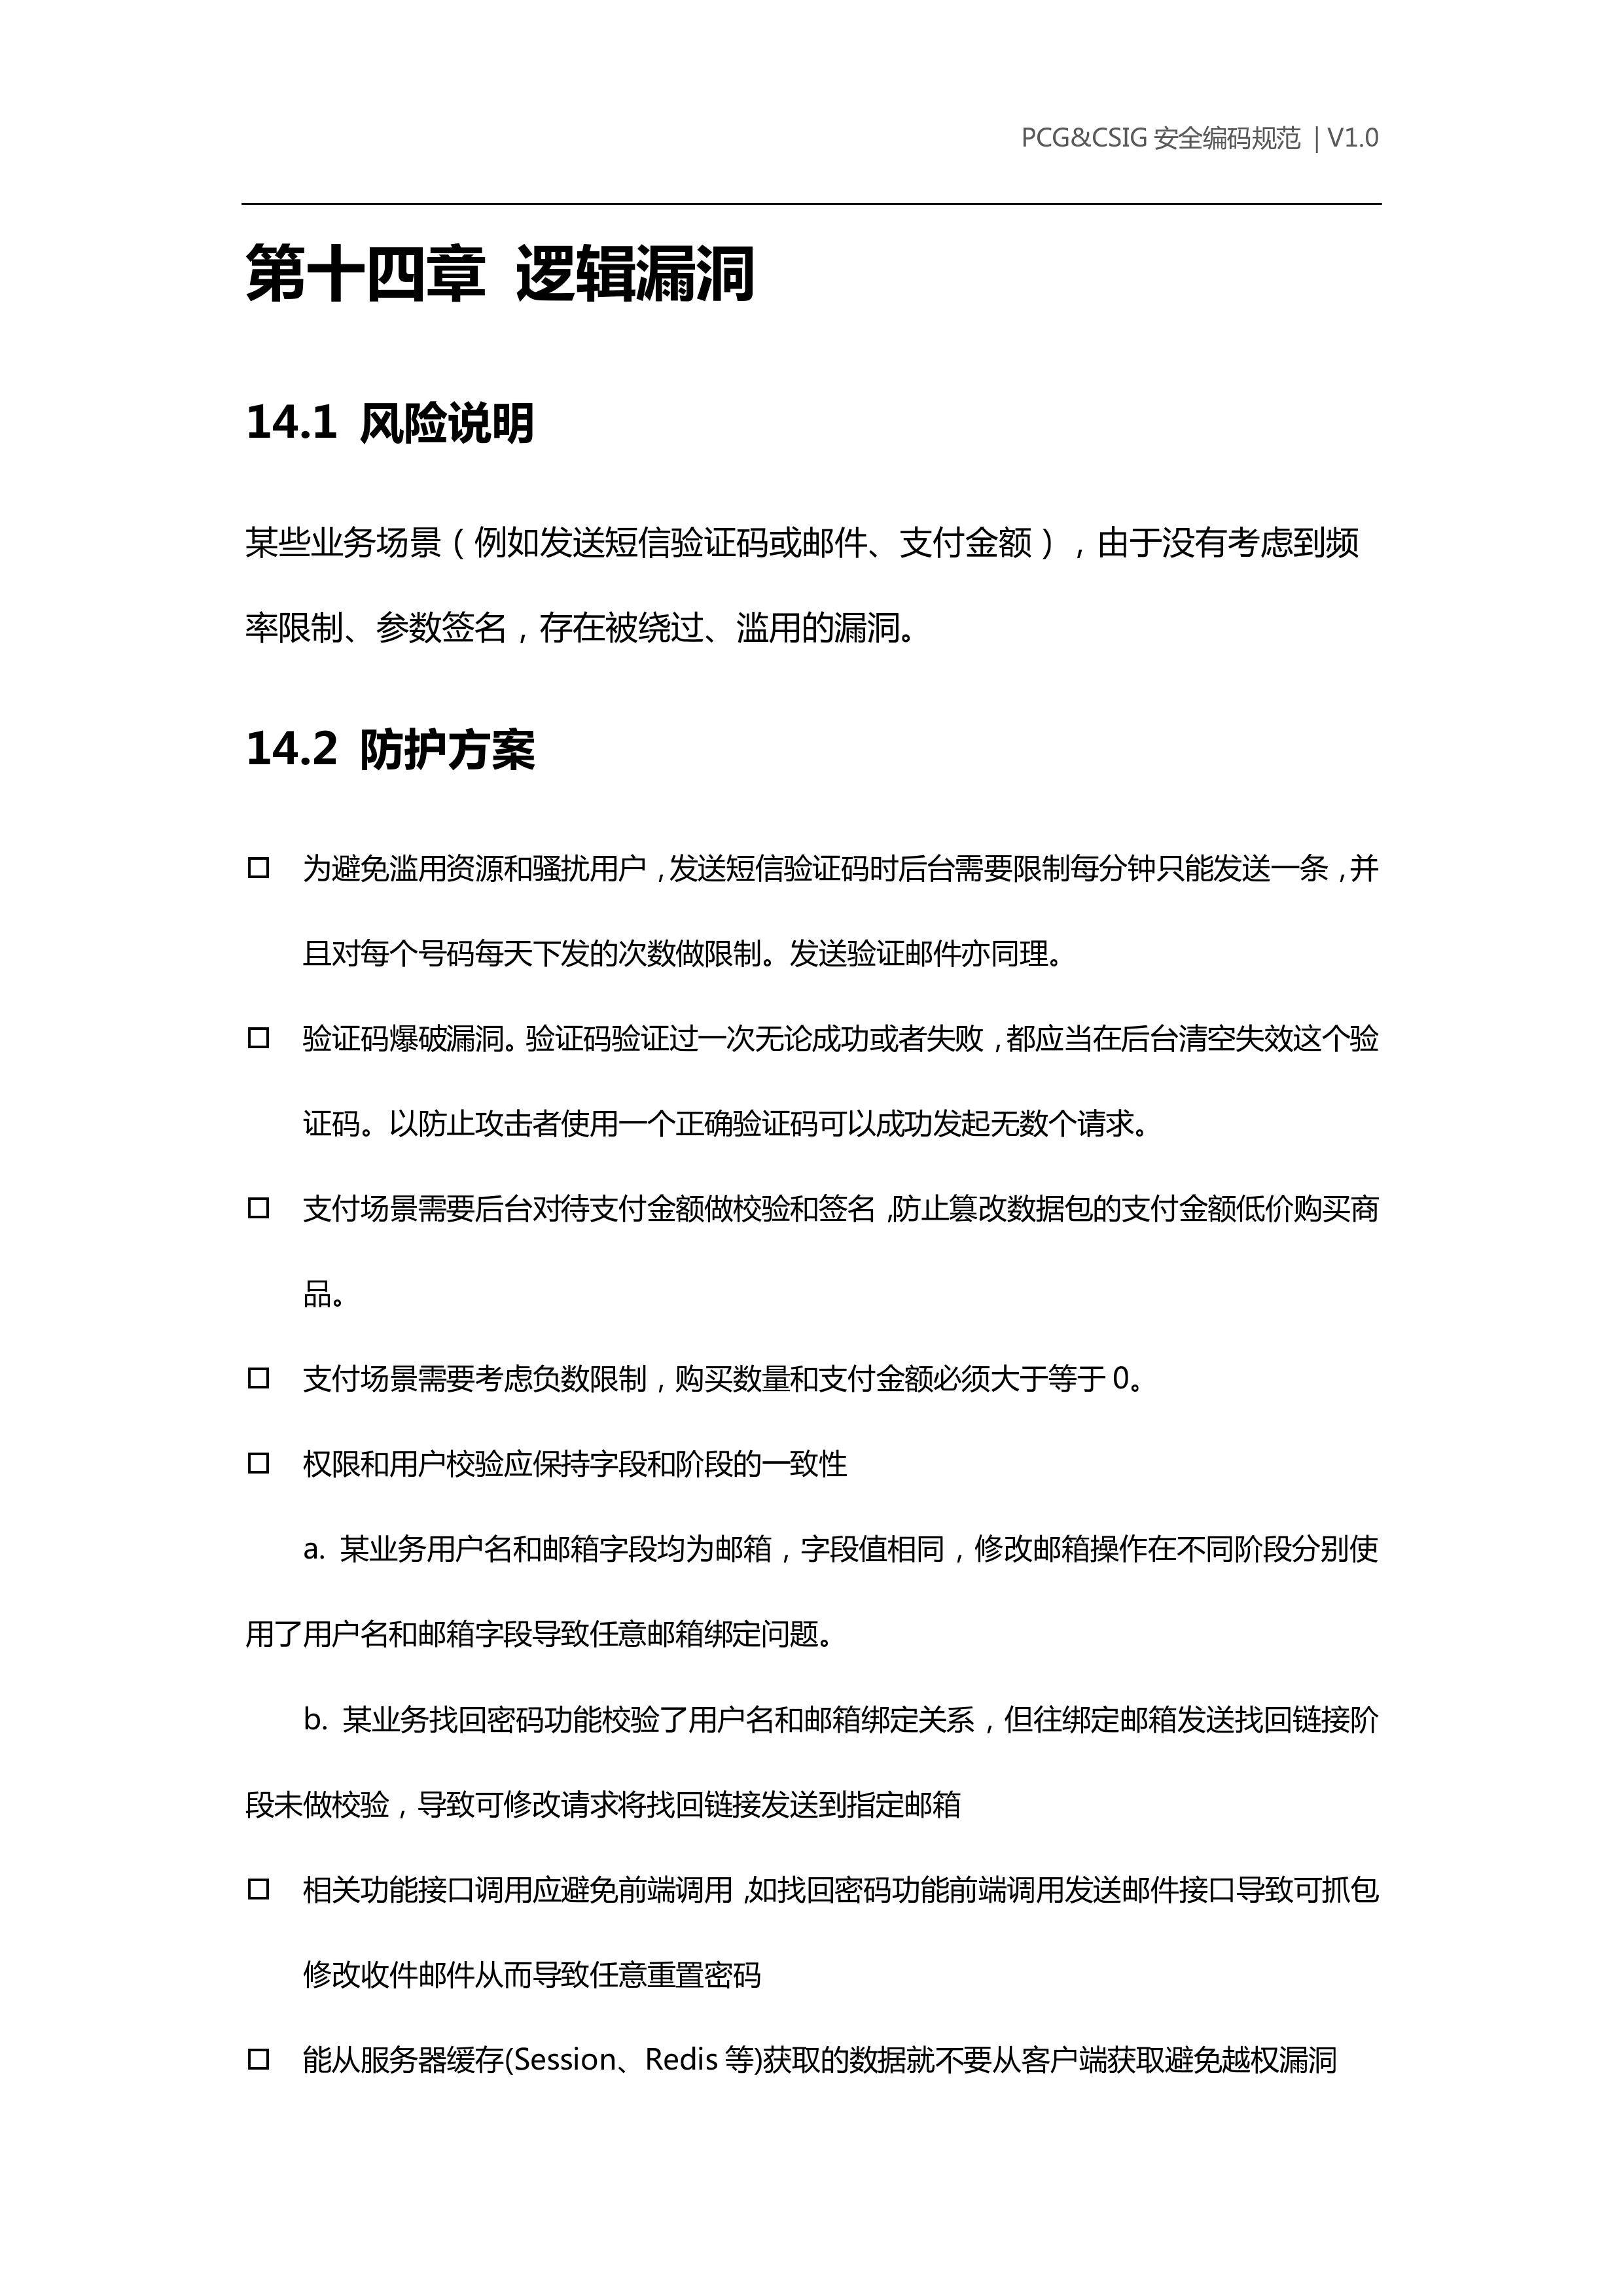 PCG&CSIG 安全编码规范 | V1.0
第十四章 逻辑漏洞
14.1 风险说明
某些业务场景（例如发送短信验证码或邮件、支付金额），由于没有考虑到频
率限制、参数签名，存在被绕过、滥用的漏洞。
14.2 防护方案
□ 为避免滥用资源和骚扰用户，发送短信验证码时后台需要限制每分钟只能发送一条，并
且对每个号码每天下发的次数做限制。发送验证邮件亦同理。
□ 验证码爆破漏洞。验证码验证过一次无论成功或者失败，都应当在后台清空失效这个验
证码。以防止攻击者使用一个正确验证码可以成功发起无数个请求。
□ 支付场景需要后台对待支付金额做校验和签名，防止篡改数据包的支付金额低价购买商
品。
□ 支付场景需要考虑负数限制，购买数量和支付金额必须大于等于 0。
□ 权限和用户校验应保持字段和阶段的一致性
a. 某业务用户名和邮箱字段均为邮箱，字段值相同，修改邮箱操作在不同阶段分别使
用了用户名和邮箱字段导致任意邮箱绑定问题。
b. 某业务找回密码功能校验了用户名和邮箱绑定关系，但往绑定邮箱发送找回链接阶
段未做校验，导致可修改请求将找回链接发送到指定邮箱
□ 相关功能接口调用应避免前端调用，如找回密码功能前端调用发送邮件接口导致可抓包
修改收件邮件从而导致任意重置密码
□ 能从服务器缓存(Session、Redis 等)获取的数据就不要从客户端获取避免越权漏洞